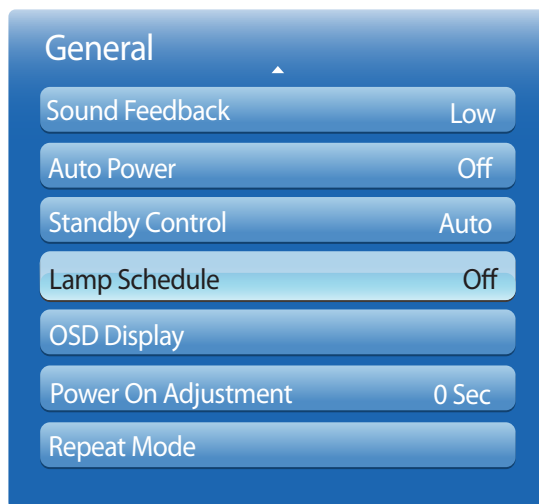 General
Sound Feedback Low
Auto Power Off
Standby Control Auto
Lamp Schedule Off
OSD Display
Power On Adjustment 0 Sec
Repeat Mode